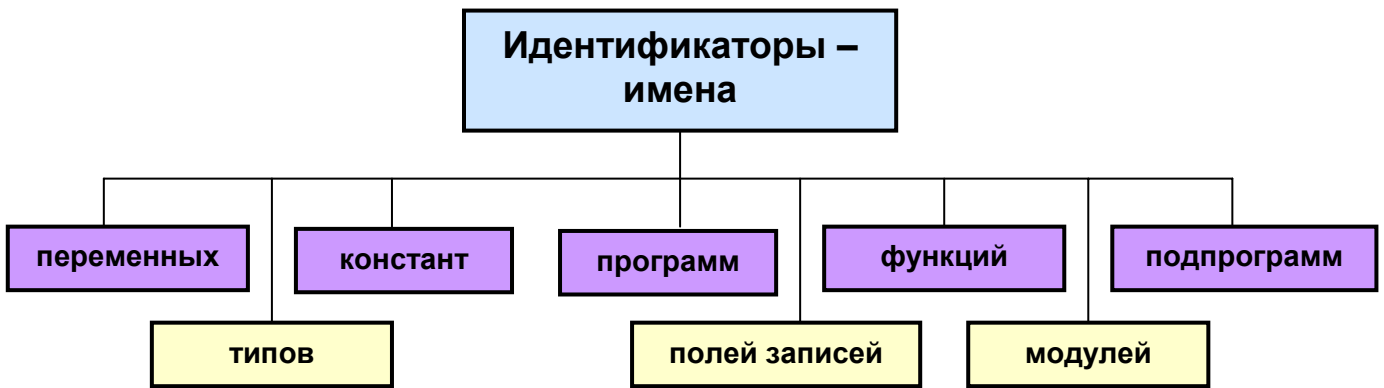 Идентификаторы –
имена
переменных
констант
программ
функций
подпрограмм
типов
полей записей
модулей